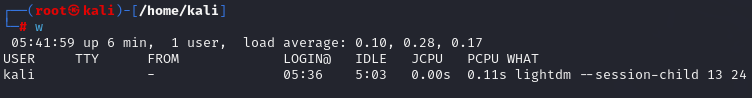 ┌──(root㉿kali)-[/home/kali]
└─# w
 05:41:59 up 6 min,  1 user,  load average: 0.10, 0.28, 0.17
USER     TTY      FROM             LOGIN@   IDLE   JCPU   PCPU WHAT
kali              -                05:36    5:03   0.00s  0.11s lightdm --session-child 13 24